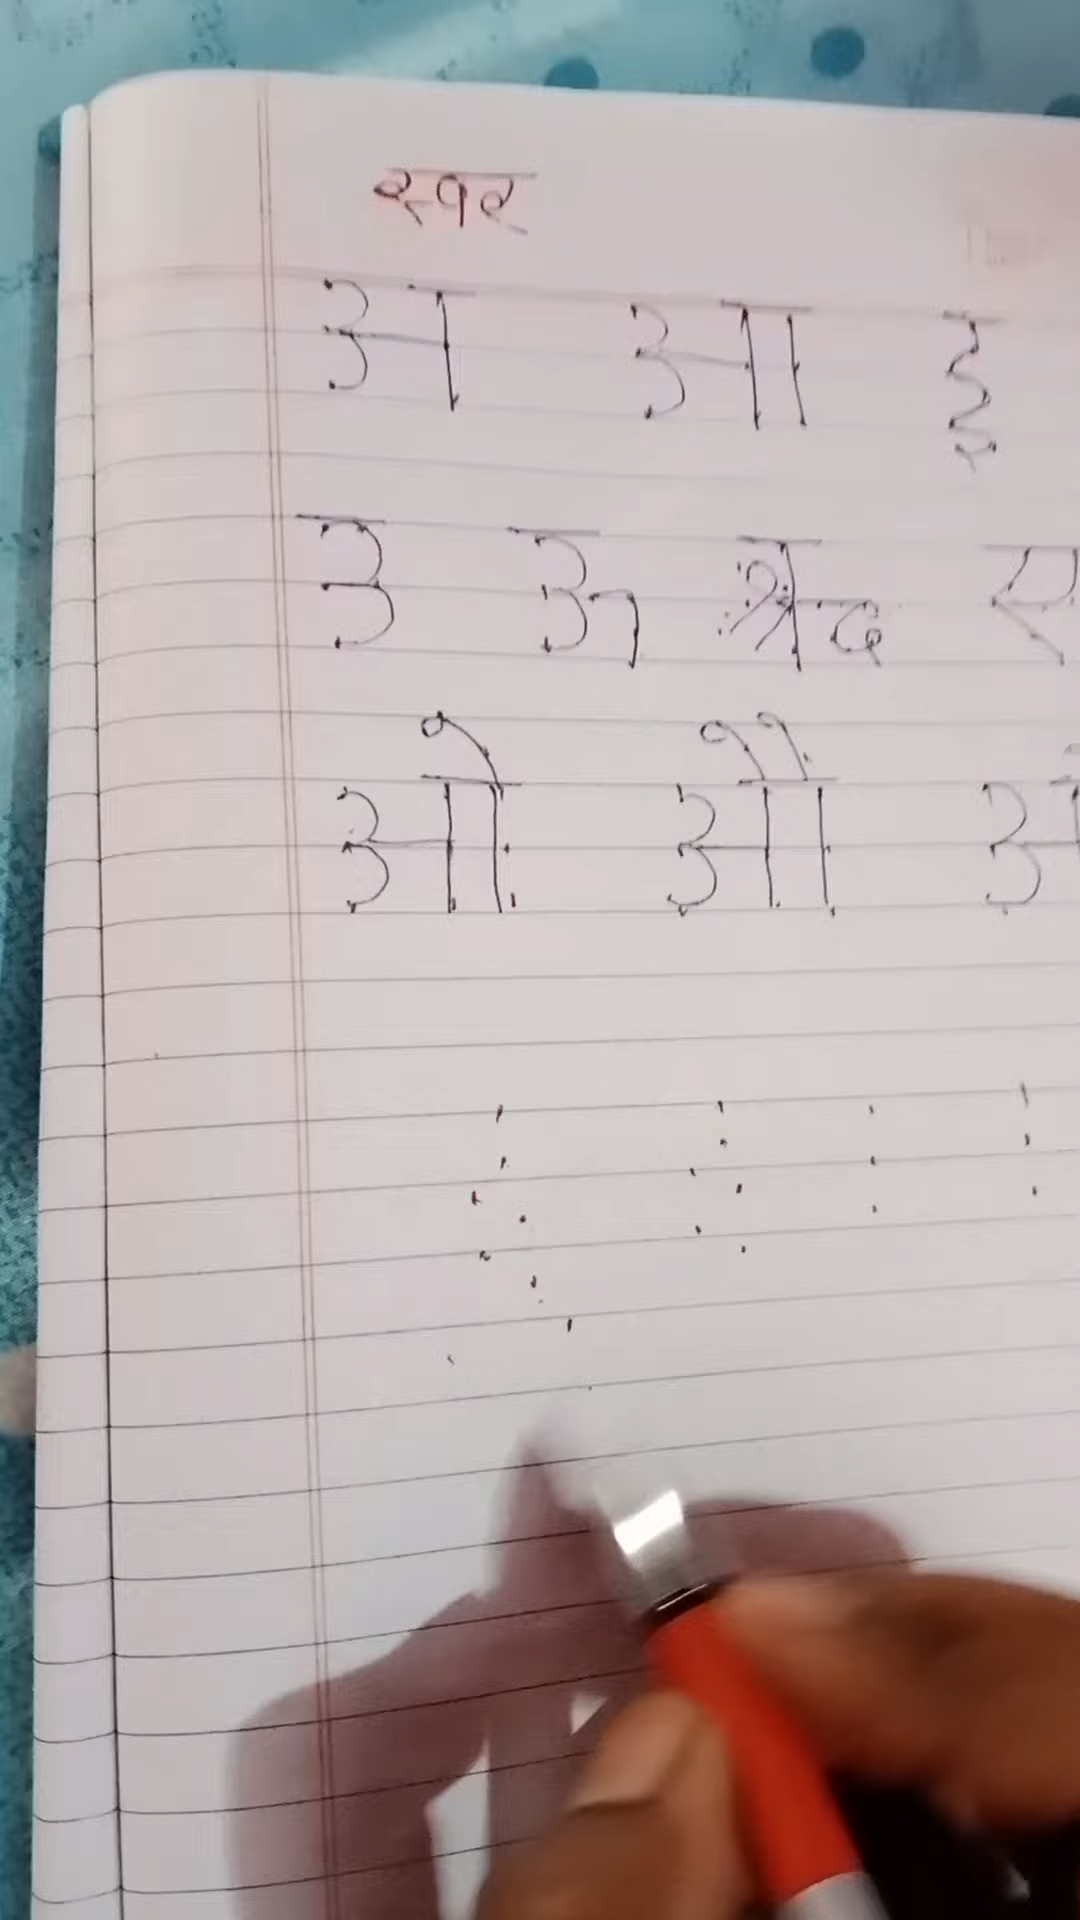 स्वर
अ आ इ
उ ऊ ऋ ए
ओ औ अ